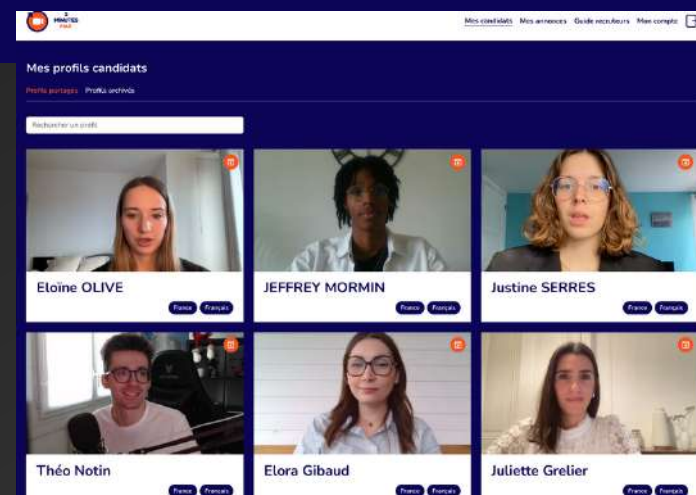 2
MINUTES
Mes candidats Mes annonces Guide recruteurs Mon compte
Mes profils candidats
Profils partagés Profils archivés
Rechercher un profil
Eloïne OLIVE
France Français
JEFFREY MORMIN
France Français
Justine SERRES
France Français
Théo Notin
France Français
Elora Gibaud
France Français
Juliette Grelier
France Français